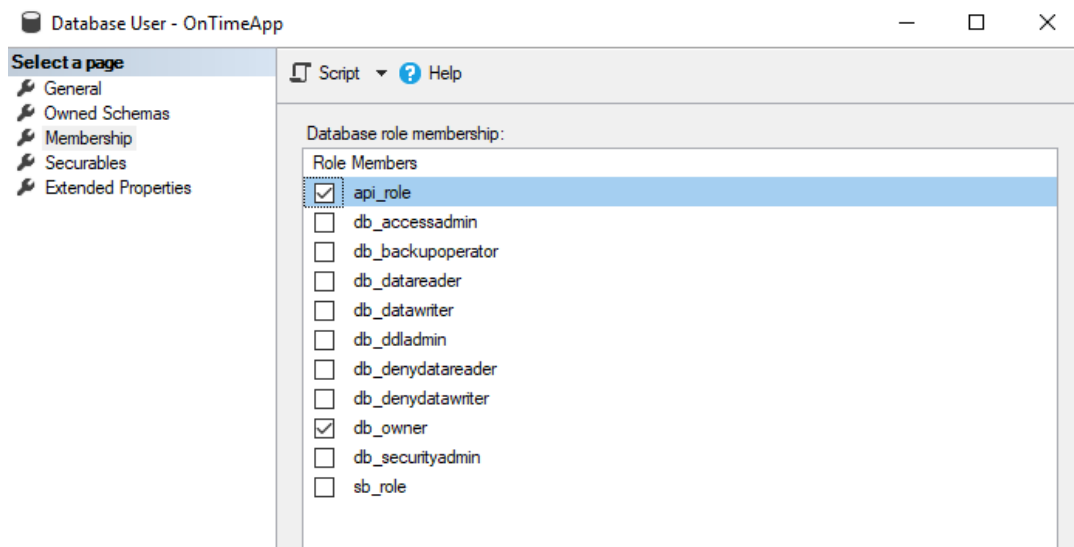 Database User - OnTimeApp
Select a page
General
Owned Schemas
Membership
Securables
Extended Properties
Script
Help
Database role membership:
Role Members
api_role
db_accessadmin
db_backupoperator
db_datareader
db_datawriter
db_ddladmin
db_denydatareader
db_denydatawriter
db_owner
db_securityadmin
sb_role